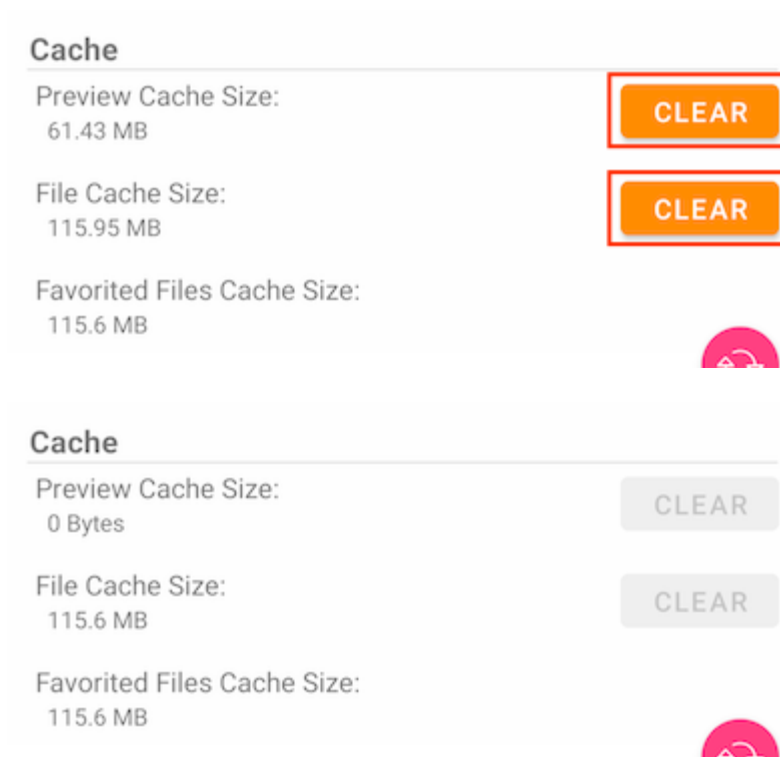 Cache
Preview Cache Size:
61.43 MB
CLEAR
File Cache Size:
115.95 MB
CLEAR
Favorited Files Cache Size:
115.6 MB
Cache
Preview Cache Size:
0 Bytes
CLEAR
File Cache Size:
115.6 MB
CLEAR
Favorited Files Cache Size:
115.6 MB